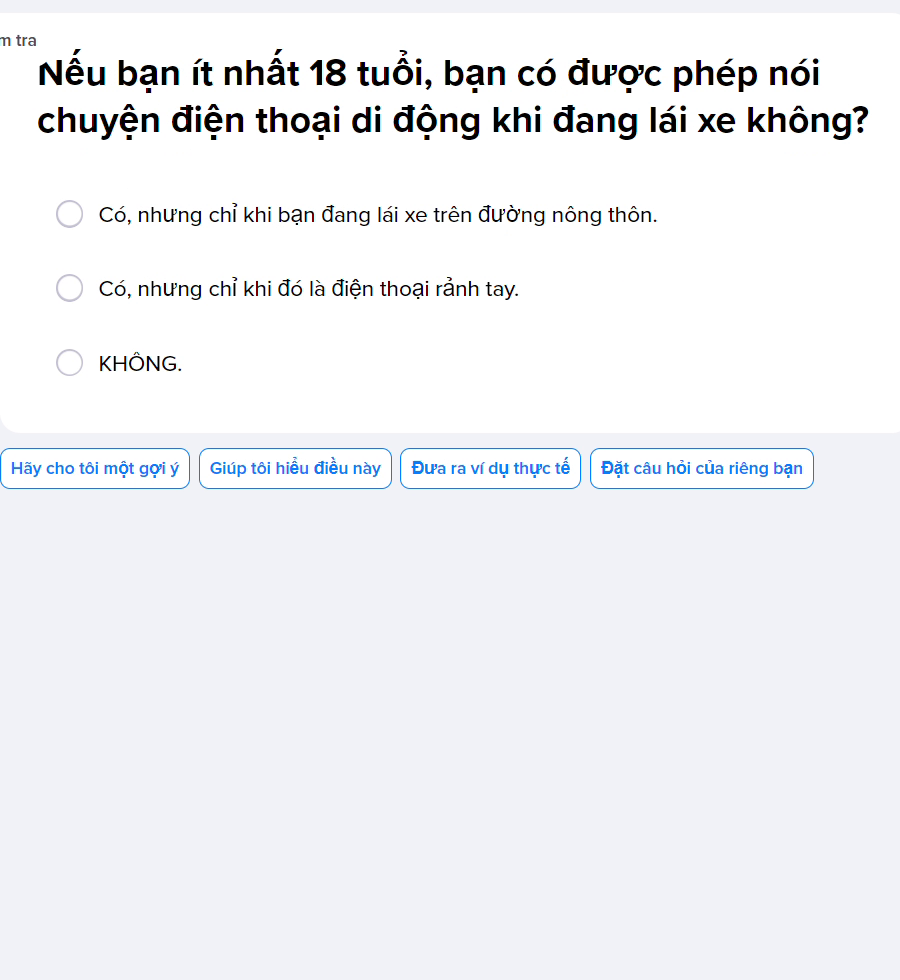 m tra
Nếu bạn ít nhất 18 tuổi, bạn có được phép nói
chuyện điện thoại di động khi đang lái xe không?
Có, nhưng chỉ khi bạn đang lái xe trên đường nông thôn.
Có, nhưng chỉ khi đó là điện thoại rảnh tay.
KHÔNG.
Hãy cho tôi một gợi ý Giúp tôi hiểu điều này Đưa ra ví dụ thực tế Đặt câu hỏi của riêng bạn